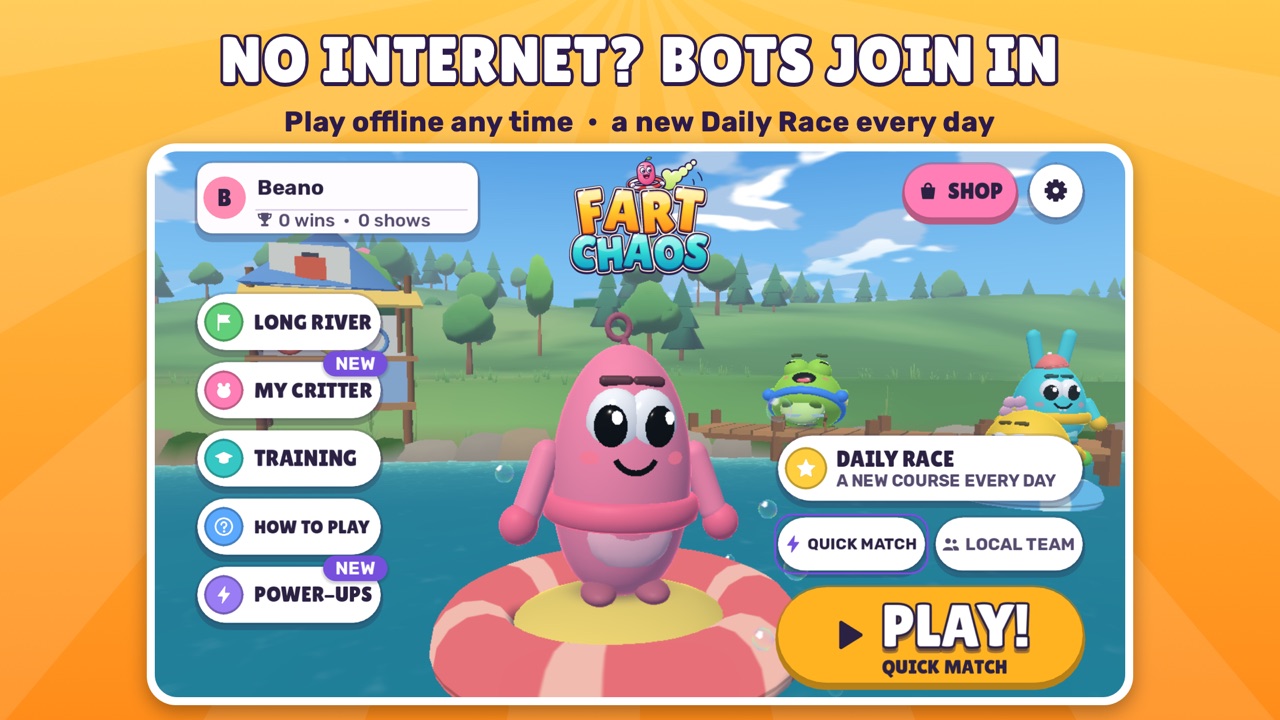 NO INTERNET? BOTS JOIN IN
Play offline any time • a new Daily Race every day
B
Beano
0 wins • 0 shows
FART
CHAOS
SHOP
LONG RIVER
NEW
MY CRITTER
TRAINING
HOW TO PLAY
NEW
POWER-UPS
DAILY RACE
A NEW COURSE EVERY DAY
QUICK MATCH
LOCAL TEAM
PLAY!
QUICK MATCH